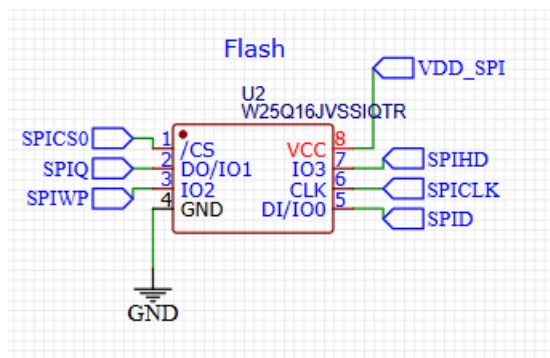 Flash
VDD_SPI
U2
W25Q16JVSSIQTR
SPICS0 1 /CS VCC 8
SPIQ 2 DO/IO1 IO3 7 SPIHD
SPIWP 3 IO2 CLK 6 SPICLK
4 GND DI/IO0 5 SPID
GND